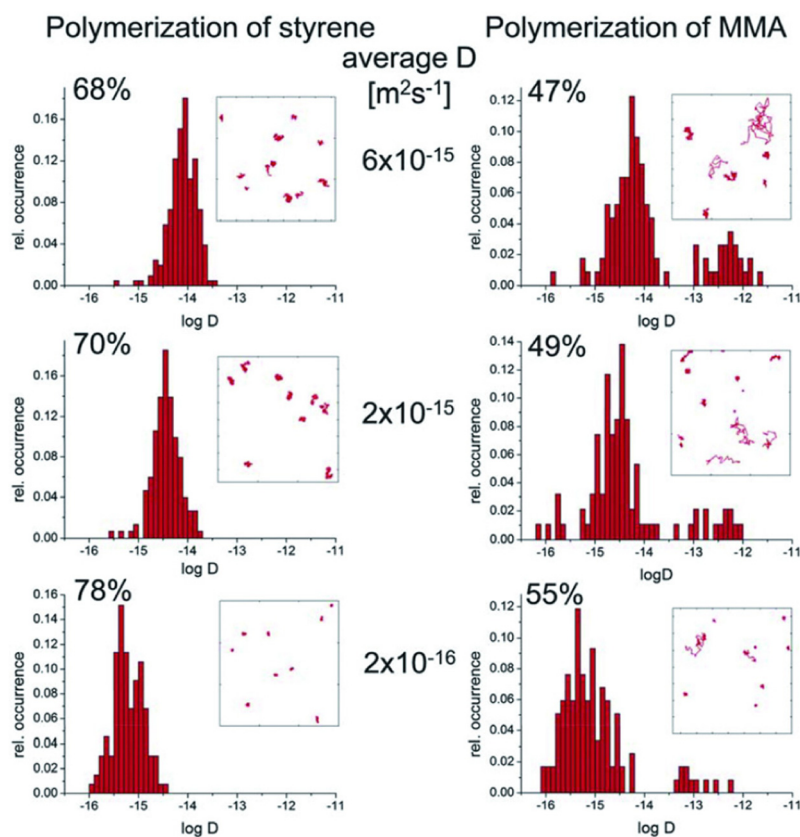 Polymerization of styrene
Polymerization of MMA
average D
[m²s⁻¹]
68%
0.16
0.12
0.08
0.04
0.00
rel. occurrence
-16 -15 -14 -13 -12 -11
log D
6x10⁻¹⁵
47%
0.12
0.10
0.08
0.06
0.04
0.02
0.00
rel. occurrence
-16 -15 -14 -13 -12 -11
log D
70%
0.16
0.12
0.08
0.04
0.00
rel. occurrence
-16 -15 -14 -13 -12 -11
log D
2x10⁻¹⁵
49%
0.14
0.12
0.10
0.08
0.06
0.04
0.02
0.00
rel. occurrence
-16 -15 -14 -13 -12 -11
logD
78%
0.16
0.14
0.12
0.10
0.08
0.06
0.04
0.02
0.00
rel. occurrence
-16 -15 -14 -13 -12 -11
log D
2x10⁻¹⁶
55%
0.12
0.10
0.08
0.06
0.04
0.02
0.00
rel. occurrence
-16 -15 -14 -13 -12 -11
log D